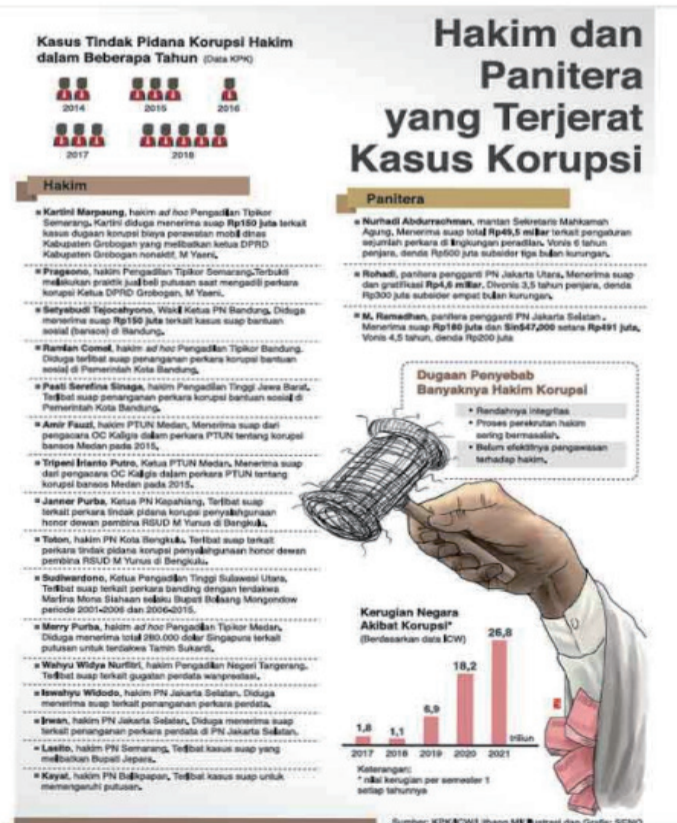 Kasus Tindak Pidana Korupsi Hakim
dalam Beberapa Tahun (Data KPK)
2014
2015
2016
2017
2018
Hakim dan
Panitera
yang Terjerat
Kasus Korupsi
Hakim
Kartini Marpaung, hakim ad hoc Pengadilan Tipikor
Semarang. Kartini diduga menerima suap Rp150 juta terkait
kasus dugaan korupsi biaya perawatan mobil dinas
Kabupaten Grobogan yang melibatkan ketua DPRD
Kabupaten Grobogan nonaktif, M Yaeni.
Pragsono, hakim Pengadilan Tipikor Semarang. Terbukti
melakukan praktik jual beli putusan saat mengadili perkara
korupsi Ketua DPRD Grobogan, M Yaeni.
Setyabudi Tejocahyono, Wakil Ketua PN Bandung, Diduga
menerima suap Rp150 juta terkait kasus suap bantuan
sosial (bansos) di Bandung.
Ramlan Comel, hakim ad hoc Pengadilan Tipikor Bandung.
Diduga terlibat suap penanganan perkara korupsi bantuan
sosial di Pemerintah Kota Bandung.
Pasti Serefina Sinaga, hakim Pengadilan Tinggi Jawa Barat.
Terlibat suap penanganan perkara korupsi bantuan sosial di
Pemerintah Kota Bandung.
Amir Fauzi, hakim PTUN Medan, Menerima suap dari
pengacara OC Kaligis dalam perkara PTUN tentang korupsi
bansos Medan pada 2015.
Tripeni Irianto Putro, Ketua PTUN Medan, Menerima suap
dari pengacara OC Kaligis dalam perkara PTUN tentang
korupsi bansos Medan pada 2015.
Janner Purba, Ketua PN Kepahiang, Terlibat suap
terkait perkara tindak pidana korupsi penyalahgunaan
honor dewan pembina RSUD M Yunus di Bengkulu.
Toton, hakim PN Kota Bengkulu. Terlibat suap terkait
perkara tindak pidana korupsi penyalahgunaan honor dewan
pembina RSUD M Yunus di Bengkulu.
Sudiwardono, Ketua Pengadilan Tinggi Sulawesi Utara,
Terlibat suap terkait perkara banding dengan terdakwa
Marlina Mona Siahaan selaku Bupati Bolaang Mongondow
periode 2001-2006 dan 2006-2015.
Merry Purba, hakim ad hoc Pengadilan Tipikor Medan,
Diduga menerima total 280.000 dolar Singapura terkait
putusan untuk terdakwa Tamin Sukardi.
Wahyu Widya Nurfitri, hakim Pengadilan Negeri Tangerang.
Terlibat suap terkait gugatan perdata wanprestasi.
Iswahyu Widodo, hakim PN Jakarta Selatan. Diduga
menerima suap terkait penanganan perkara perdata.
Irwan, hakim PN Jakarta Selatan, Diduga menerima suap
terkait penanganan perkara perdata di PN Jakarta Selatan.
Lasito, hakim PN Semarang, Terlibat kasus suap yang
melibatkan Bupati Jepara.
Kayat, hakim PN Balikpapan, Terlibat kasus suap untuk
memengaruhi putusan.
Panitera
Nurhadi Abdurrachman, mantan Sekretaris Mahkamah
Agung, Menerima suap total Rp49,5 miliar terkait pengaturan
sejumlah perkara di lingkungan peradilan. Vonis 6 tahun
penjara, denda Rp500 juta subsider tiga bulan kurungan.
Rohadi, panitera pengganti PN Jakarta Utara, Menerima suap
dan gratifikasi Rp4,6 miliar. Divonis 3,5 tahun penjara, denda
Rp300 juta subsider empat bulan kurungan.
M. Ramadhan, panitera pengganti PN Jakarta Selatan.
Menerima suap Rp180 juta dan Sin$47,000 setara Rp491 juta,
Vonis 4,5 tahun, denda Rp200 juta
Dugaan Penyebab
Banyaknya Hakim Korupsi
• Rendahnya integritas
• Proses perekrutan hakim
sering bermasalah.
• Belum efektifnya pengawasan
terhadap hakim.
Kerugian Negara
Akibat Korupsi*
(Berdasarkan data ICW)
1,8
1,1
6,9
18,2
26,8
triliun
2017 2018 2019 2020 2021
Keterangan:
* nilai kerugian per semester 1
setiap tahunnya
Sumber: KPK/ICW/Litbang MI Ilustrasi dan Grafis: SENO